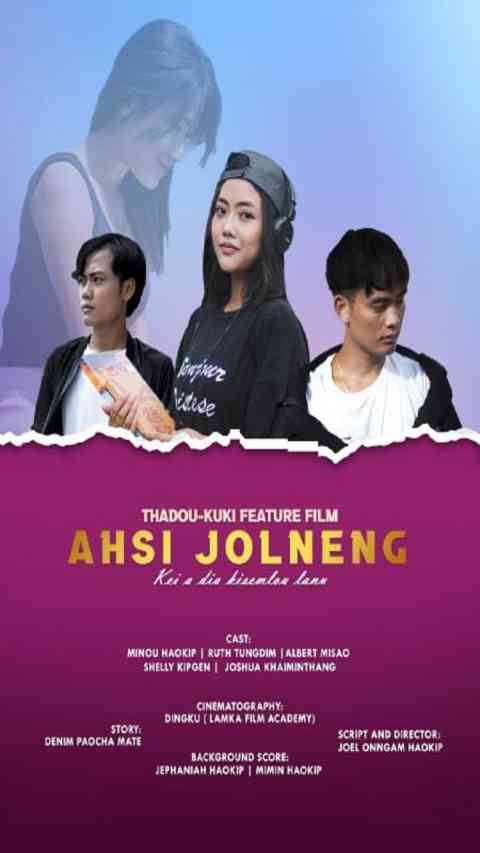 THADOU-KUKI FEATURE FILM
AHSI JOLNENG
Kei a diu kisemlou lanu
CAST:
MINOU HAOKIP | RUTH TUNGDIM |ALBERT MISAO
SHELLY KIPGEN | JOSHUA KHAIMINTHANG
CINEMATOGRAPHY:
DINGKU ( LAMKA FILM ACADEMY)
STORY:
DENIM PAOCHA MATE
SCRIPT AND DIRECTOR:
JOEL ONNGAM HAOKIP
BACKGROUND SCORE:
JEPHANIAH HAOKIP | MIMIN HAOKIP